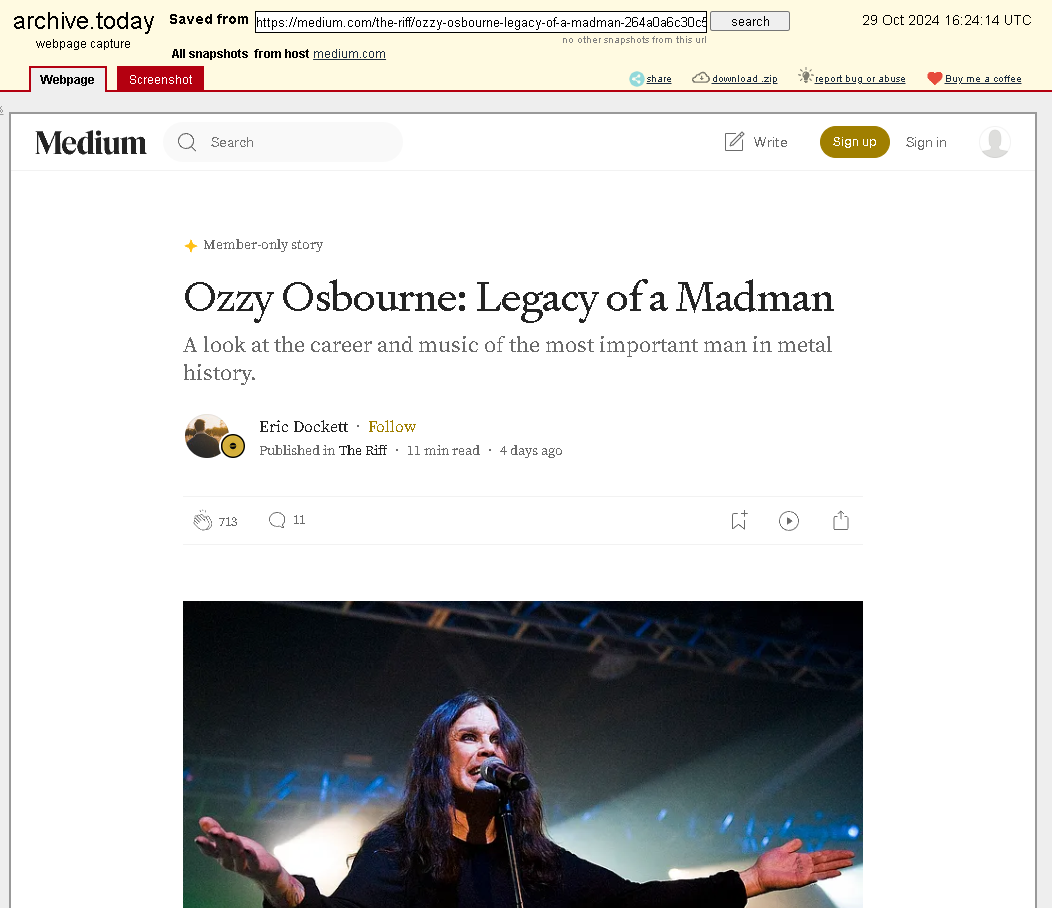 archive.today
webpage capture
Saved from https://medium.com/the-riff/ozzy-osbourne-legacy-of-a-madman-264a0a6c30c5 search
no other snapshots from this url
29 Oct 2024 16:24:14 UTC
All snapshots from host medium.com
Webpage Screenshot
share download .zip report bug or abuse Buy me a coffee
Medium Search Write Sign up Sign in
Member-only story
Ozzy Osbourne: Legacy of a Madman
A look at the career and music of the most important man in metal
history.
Eric Dockett · Follow
Published in The Riff · 11 min read · 4 days ago
713 11